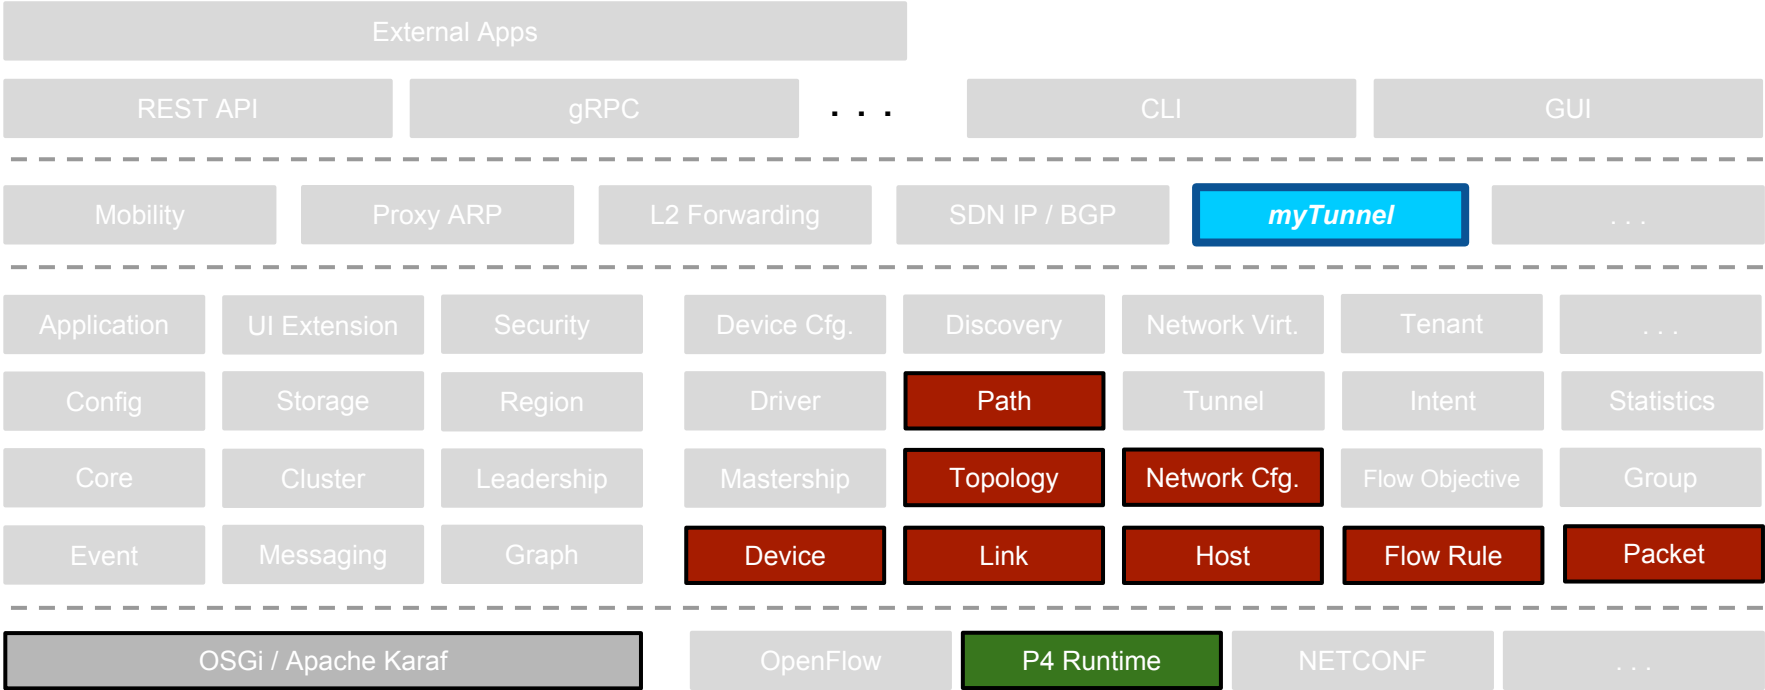 External Apps
REST API gRPC . . . CLI GUI
Mobility Proxy ARP L2 Forwarding SDN IP / BGP myTunnel . . .
Application UI Extension Security Device Cfg. Discovery Network Virt. Tenant . . .
Config Storage Region Driver Path Tunnel Intent Statistics
Core Cluster Leadership Mastership Topology Network Cfg. Flow Objective Group
Event Messaging Graph Device Link Host Flow Rule Packet
OSGi / Apache Karaf OpenFlow P4 Runtime NETCONF . . .